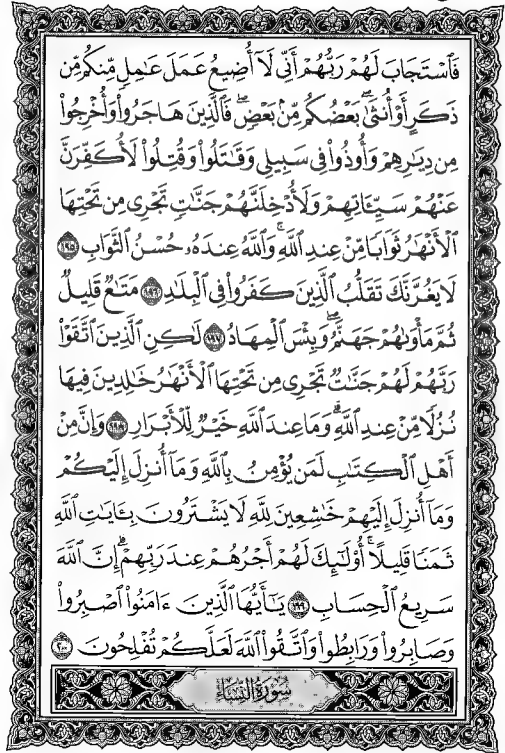 فَٱسْتَجَابَ لَهُمْ رَبُّهُمْ أَنِّي لَآ أُضِيعُ عَمَلَ عَٰمِلٍ مِّنكُم مِّن
ذَكَرٍ أَوْ أُنثَىٰۖ بَعْضُكُم مِّنۢ بَعْضٍۖ فَٱلَّذِينَ هَاجَرُوا۟ وَأُخْرِجُوا۟
مِن دِيَٰرِهِمْ وَأُوذُوا۟ فِي سَبِيلِي وَقَٰتَلُوا۟ وَقُتِلُوا۟ لَأُكَفِّرَنَّ
عَنْهُمْ سَيِّـَٔاتِهِمْ وَلَأُدْخِلَنَّهُمْ جَنَّٰتٍ تَجْرِي مِن تَحْتِهَا
ٱلْأَنْهَٰرُ ثَوَابًا مِّنْ عِندِ ٱللَّهِۗ وَٱللَّهُ عِندَهُۥ حُسْنُ ٱلثَّوَابِ ١٩٥
لَا يَغُرَّنَّكَ تَقَلُّبُ ٱلَّذِينَ كَفَرُوا۟ فِي ٱلْبِلَٰدِ ١٩٦ مَتَٰعٌ قَلِيلٌ
ثُمَّ مَأْوَىٰهُمْ جَهَنَّمُۚ وَبِئْسَ ٱلْمِهَادُ ١٩٧ لَٰكِنِ ٱلَّذِينَ ٱتَّقَوْا۟
رَبَّهُمْ لَهُمْ جَنَّٰتٌ تَجْرِي مِن تَحْتِهَا ٱلْأَنْهَٰرُ خَٰلِدِينَ فِيهَا
نُزُلًا مِّنْ عِندِ ٱللَّهِۗ وَمَا عِندَ ٱللَّهِ خَيْرٌ لِّلْأَبْرَارِ ١٩٨ وَإِنَّ مِنْ
أَهْلِ ٱلْكِتَٰبِ لَمَن يُؤْمِنُ بِٱللَّهِ وَمَآ أُنزِلَ إِلَيْكُمْ
وَمَآ أُنزِلَ إِلَيْهِمْ خَٰشِعِينَ لِلَّهِ لَا يَشْتَرُونَ بِـَٔايَٰتِ ٱللَّهِ
ثَمَنًا قَلِيلًاۗ أُو۟لَٰٓئِكَ لَهُمْ أَجْرُهُمْ عِندَ رَبِّهِمْۗ إِنَّ ٱللَّهَ
سَرِيعُ ٱلْحِسَابِ ١٩٩ يَٰٓأَيُّهَا ٱلَّذِينَ ءَامَنُوا۟ ٱصْبِرُوا۟
وَصَابِرُوا۟ وَرَابِطُوا۟ وَٱتَّقُوا۟ ٱللَّهَ لَعَلَّكُمْ تُفْلِحُونَ ٢٠٠
سُورَةُ النِّسَاءِ